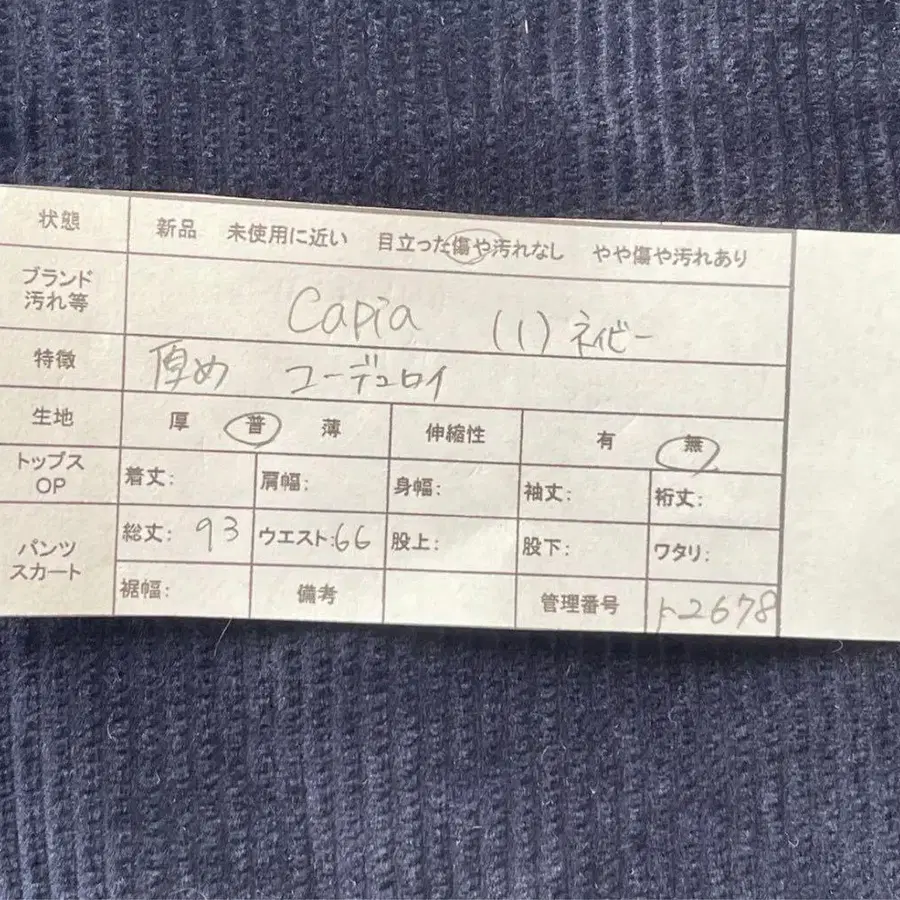 状態 新品 未使用に近い 目立った傷や汚れなし やや傷や汚れあり
ブランド
汚れ等
Capia (1) ネイビー
特徴 厚め コーデュロイ
生地 厚 普 薄 伸縮性 有 無
トップス
OP
着丈: 肩幅: 身幅: 袖丈: 裄丈:
パンツ
スカート
総丈: 93 ウエスト:66 股上: 股下: ワタリ:
裾幅: 備考 管理番号 ト2678